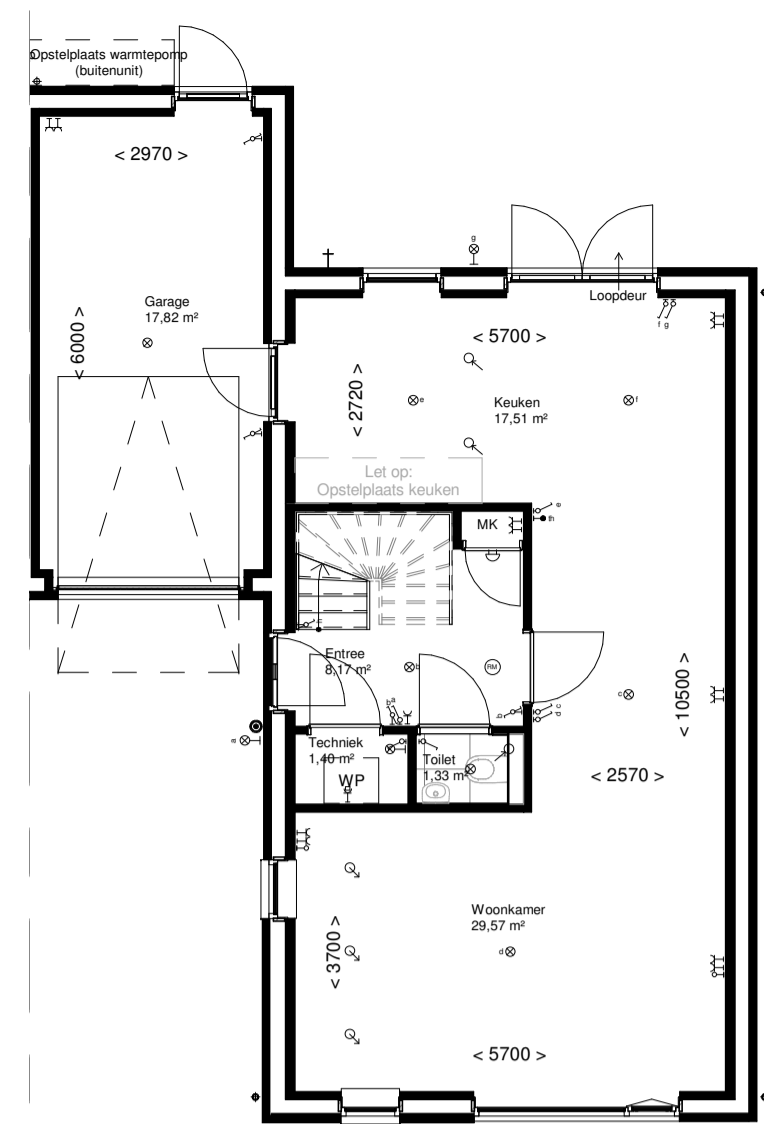 Opstelplaats warmtepomp
(buitenunit)
< 2970 >
g
Loopdeur
Garage
17,82 m²
f g
< 6000 >
< 5700 >
< 2720 >
e
Keuken
17,51 m²
f
Let op:
Opstelplaats keuken
e
MK
th
Entree
8,17 m²
b
RM
c
< 10500 >
b a
b
c
d
a
Techniek
1,40 m²
WP
Toilet
1,33 m²
< 2570 >
Woonkamer
29,57 m²
d
< 3700 >
< 5700 >